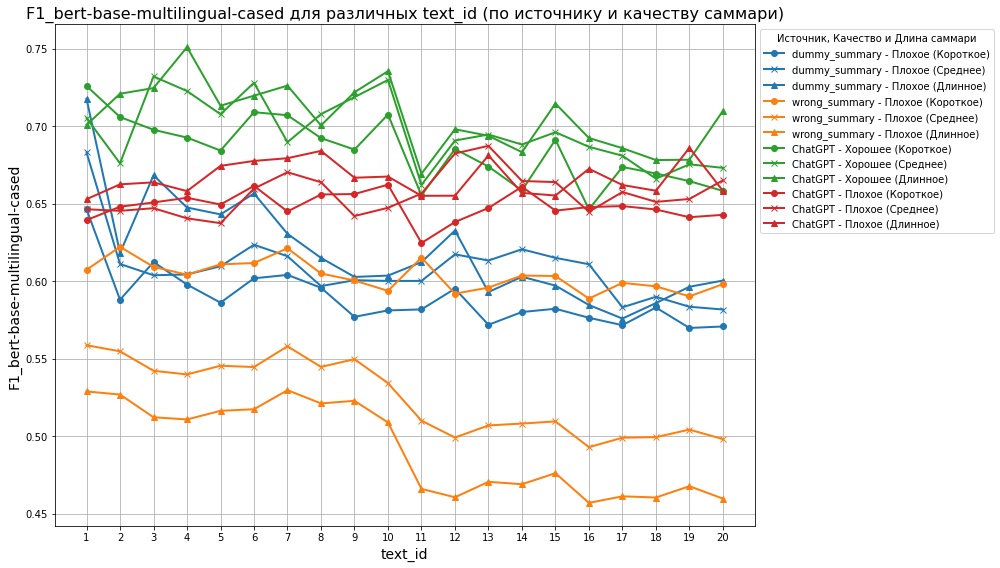 F1_bert-base-multilingual-cased для различных text_id (по источнику и качеству саммари)
F1_bert-base-multilingual-cased
0.75
0.70
0.65
0.60
0.55
0.50
0.45
1 2 3 4 5 6 7 8 9 10 11 12 13 14 15 16 17 18 19 20
text_id
Источник, Качество и Длина саммари
dummy_summary - Плохое (Короткое)
dummy_summary - Плохое (Среднее)
dummy_summary - Плохое (Длинное)
wrong_summary - Плохое (Короткое)
wrong_summary - Плохое (Среднее)
wrong_summary - Плохое (Длинное)
ChatGPT - Хорошее (Короткое)
ChatGPT - Хорошее (Среднее)
ChatGPT - Хорошее (Длинное)
ChatGPT - Плохое (Короткое)
ChatGPT - Плохое (Среднее)
ChatGPT - Плохое (Длинное)